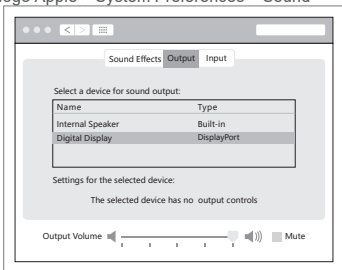 Sound Effects Output Input
Select a device for sound output:
Name Type
Internal Speaker Built-in
Digital Display DisplayPort
Settings for the selected device:
The selected device has no output controls
Output Volume Mute